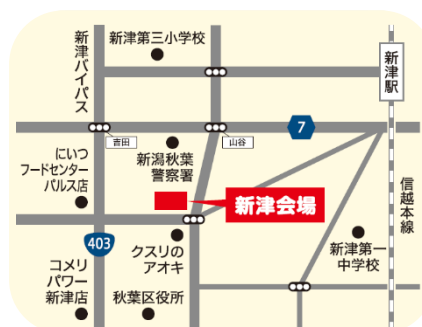 新津バイパス
新津第三小学校
新津駅
吉田
山谷
7
新潟秋葉
警察署
にいつ
フードセンター
パルス店
新津会場
信越本線
403
クスリの
アオキ
新津第一
中学校
コメリ
パワー
新津店
秋葉区役所